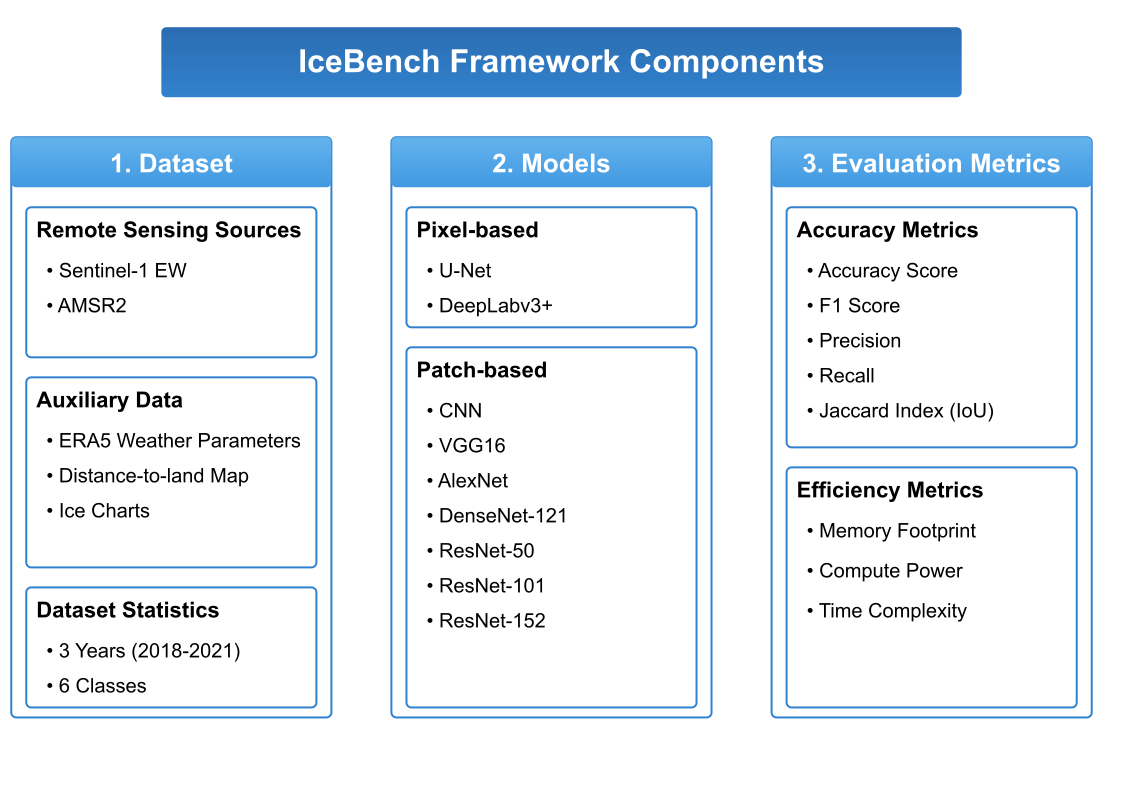 IceBench Framework Components
1. Dataset
Remote Sensing Sources
• Sentinel-1 EW
• AMSR2
Auxiliary Data
• ERA5 Weather Parameters
• Distance-to-land Map
• Ice Charts
Dataset Statistics
• 3 Years (2018-2021)
• 6 Classes
2. Models
Pixel-based
• U-Net
• DeepLabv3+
Patch-based
• CNN
• VGG16
• AlexNet
• DenseNet-121
• ResNet-50
• ResNet-101
• ResNet-152
3. Evaluation Metrics
Accuracy Metrics
• Accuracy Score
• F1 Score
• Precision
• Recall
• Jaccard Index (IoU)
Efficiency Metrics
• Memory Footprint
• Compute Power
• Time Complexity